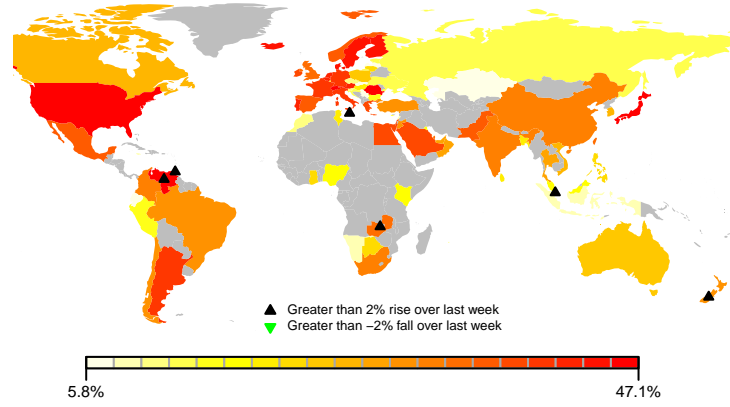 Greater than 2% rise over last week
Greater than −2% fall over last week
5.8%
47.1%